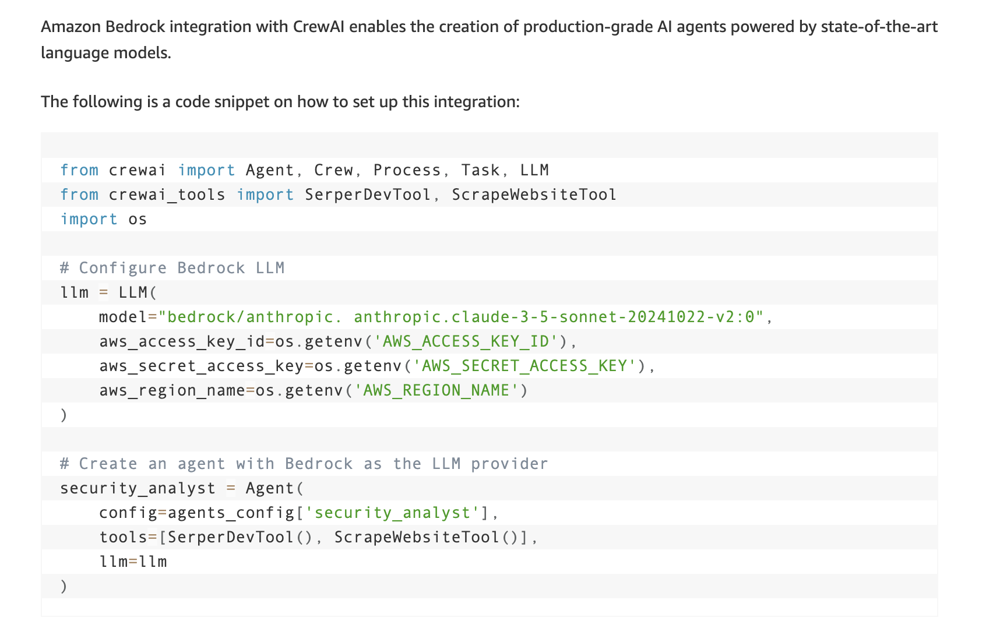 Amazon Bedrock integration with CrewAI enables the creation of production-grade AI agents powered by state-of-the-art
language models.
The following is a code snippet on how to set up this integration:
from crewai import Agent, Crew, Process, Task, LLM
from crewai_tools import SerperDevTool, ScrapeWebsiteTool
import os
# Configure Bedrock LLM
llm = LLM(
    model="bedrock/anthropic. anthropic.claude-3-5-sonnet-20241022-v2:0",
    aws_access_key_id=os.getenv('AWS_ACCESS_KEY_ID'),
    aws_secret_access_key=os.getenv('AWS_SECRET_ACCESS_KEY'),
    aws_region_name=os.getenv('AWS_REGION_NAME')
)
# Create an agent with Bedrock as the LLM provider
security_analyst = Agent(
    config=agents_config['security_analyst'],
    tools=[SerperDevTool(), ScrapeWebsiteTool()],
    llm=llm
)